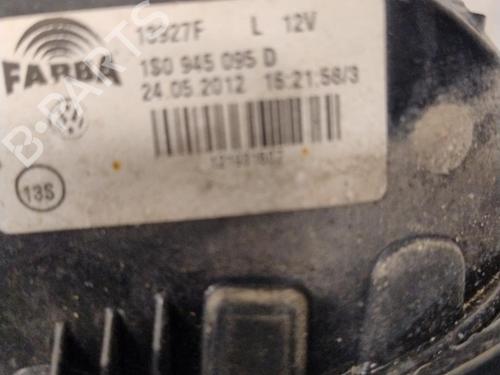 13927F L 12V
FARBA
1S0 945 095 D
24.05.2012 15:21:58/3
13S
B-PARTS